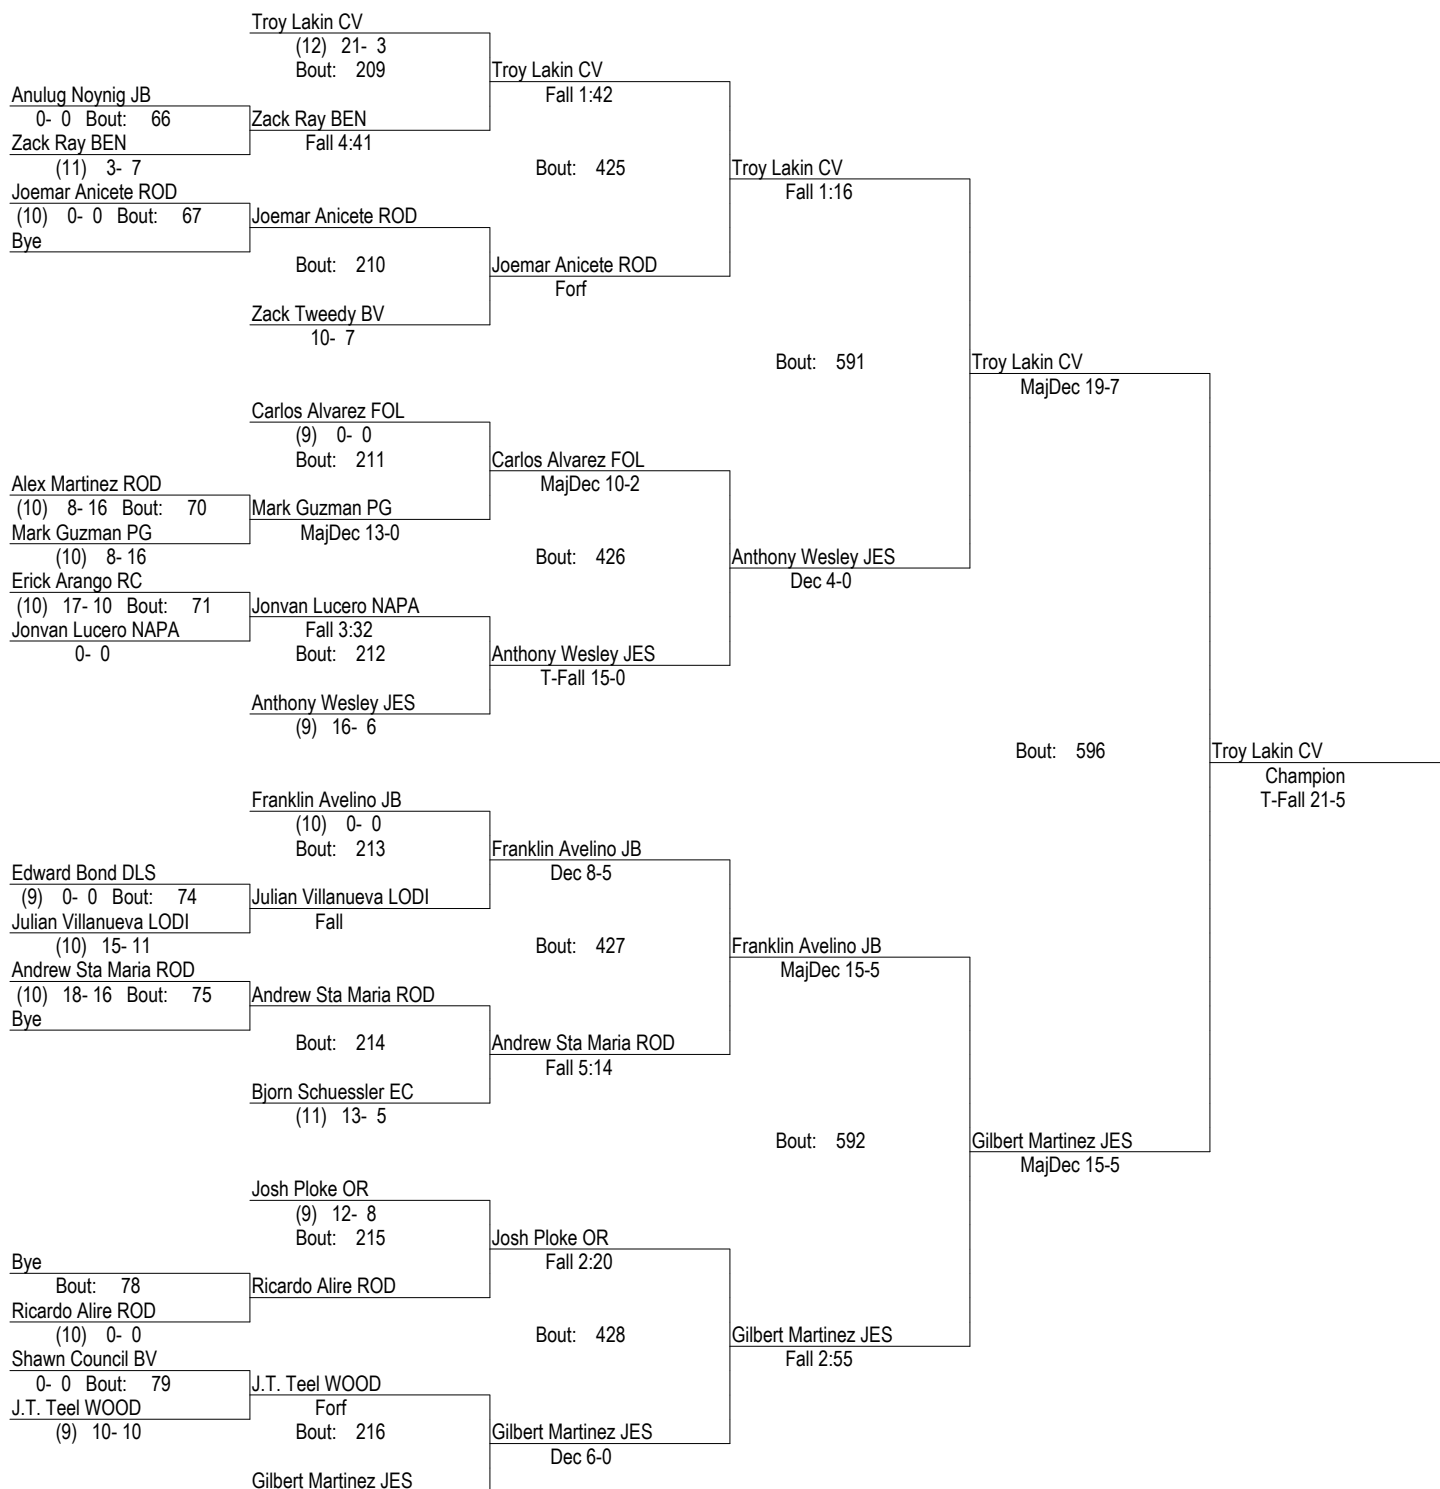 Troy Lakin CV
(12) 21- 3
Bout: 209
Troy Lakin CV
Fall 1:42
Anulug Noynig JB
0- 0 Bout: 66
Zack Ray BEN
Zack Ray BEN
Fall 4:41
(11) 3- 7
Bout: 425
Troy Lakin CV
Fall 1:16
Joemar Anicete ROD
(10) 0- 0 Bout: 67
Joemar Anicete ROD
Bye
Bout: 210
Joemar Anicete ROD
Forf
Zack Tweedy BV
10- 7
Bout: 591
Troy Lakin CV
MajDec 19-7
Carlos Alvarez FOL
(9) 0- 0
Bout: 211
Carlos Alvarez FOL
MajDec 10-2
Alex Martinez ROD
(10) 8- 16 Bout: 70
Mark Guzman PG
Mark Guzman PG
MajDec 13-0
(10) 8- 16
Bout: 426
Anthony Wesley JES
Dec 4-0
Erick Arango RC
(10) 17- 10 Bout: 71
Jonvan Lucero NAPA
Jonvan Lucero NAPA
Fall 3:32
0- 0
Bout: 212
Anthony Wesley JES
T-Fall 15-0
Anthony Wesley JES
(9) 16- 6
Bout: 596
Troy Lakin CV
Champion
T-Fall 21-5
Franklin Avelino JB
(10) 0- 0
Bout: 213
Franklin Avelino JB
Dec 8-5
Edward Bond DLS
(9) 0- 0 Bout: 74
Julian Villanueva LODI
Julian Villanueva LODI
Fall
(10) 15- 11
Bout: 427
Franklin Avelino JB
MajDec 15-5
Andrew Sta Maria ROD
(10) 18- 16 Bout: 75
Andrew Sta Maria ROD
Bye
Bout: 214
Andrew Sta Maria ROD
Fall 5:14
Bjorn Schuessler EC
(11) 13- 5
Bout: 592
Gilbert Martinez JES
MajDec 15-5
Josh Ploke OR
(9) 12- 8
Bout: 215
Josh Ploke OR
Fall 2:20
Bye
Bout: 78
Ricardo Alire ROD
Ricardo Alire ROD
(10) 0- 0
Bout: 428
Gilbert Martinez JES
Fall 2:55
Shawn Council BV
0- 0 Bout: 79
J.T. Teel WOOD
J.T. Teel WOOD
Forf
(9) 10- 10
Bout: 216
Gilbert Martinez JES
Dec 6-0
Gilbert Martinez JES